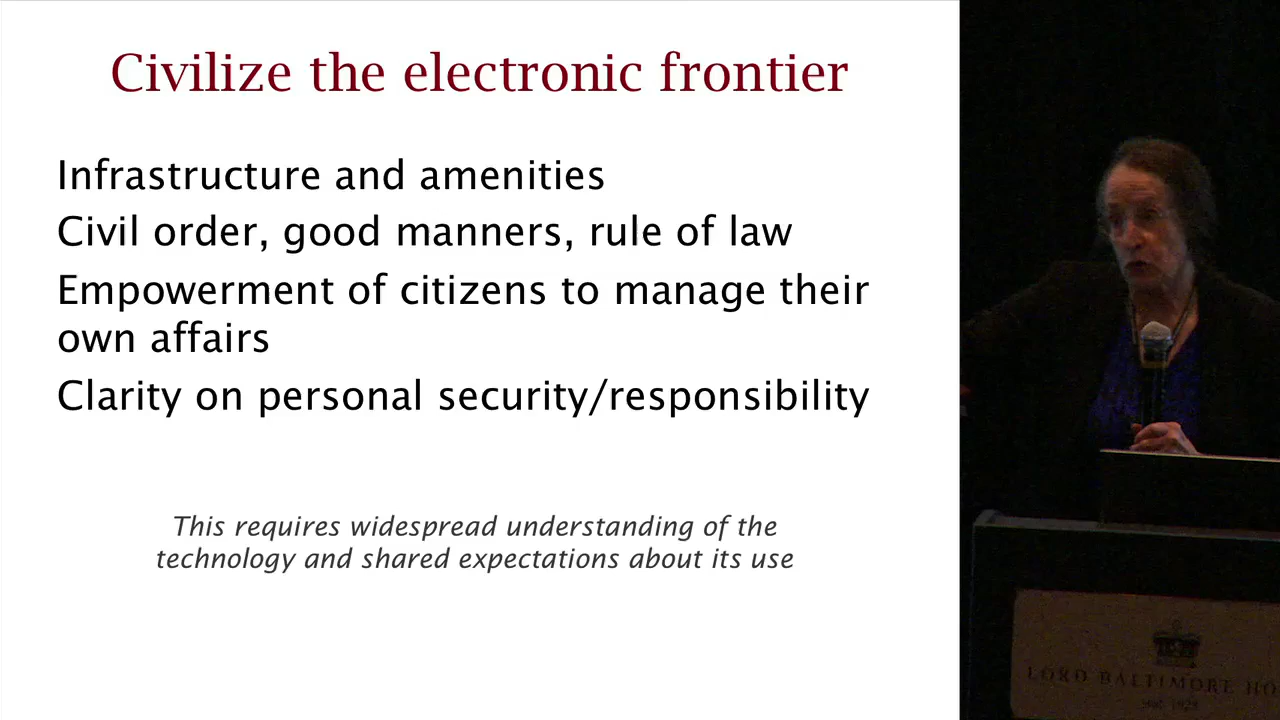 Civilize the electronic frontier
Infrastructure and amenities
Civil order, good manners, rule of law
Empowerment of citizens to manage their
own affairs
Clarity on personal security/responsibility
This requires widespread understanding of the
technology and shared expectations about its use
LORD BALTIMORE HO